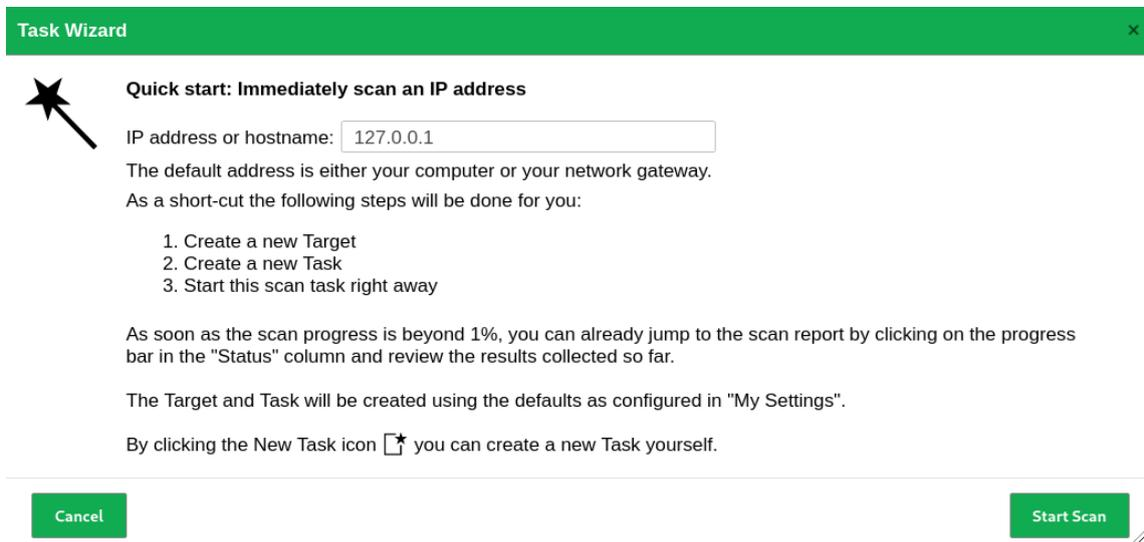 Task Wizard
×
Quick start: Immediately scan an IP address
IP address or hostname: 127.0.0.1
The default address is either your computer or your network gateway.
As a short-cut the following steps will be done for you:
1. Create a new Target
2. Create a new Task
3. Start this scan task right away
As soon as the scan progress is beyond 1%, you can already jump to the scan report by clicking on the progress
bar in the "Status" column and review the results collected so far.
The Target and Task will be created using the defaults as configured in "My Settings".
By clicking the New Task icon you can create a new Task yourself.
Cancel
Start Scan